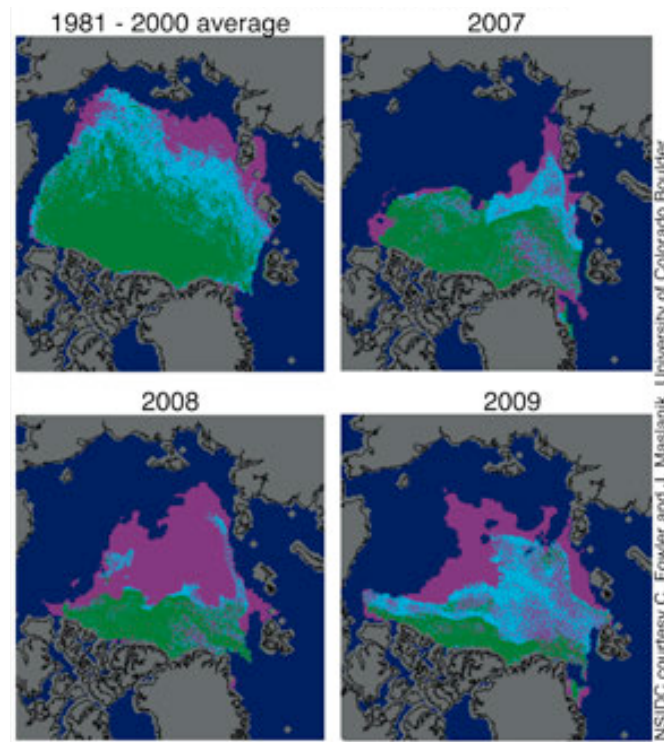 1981 - 2000 average
2007
2008
2009
NSIDC courtesy C. Fowler and J. Maslanik, University of Colorado Boulder